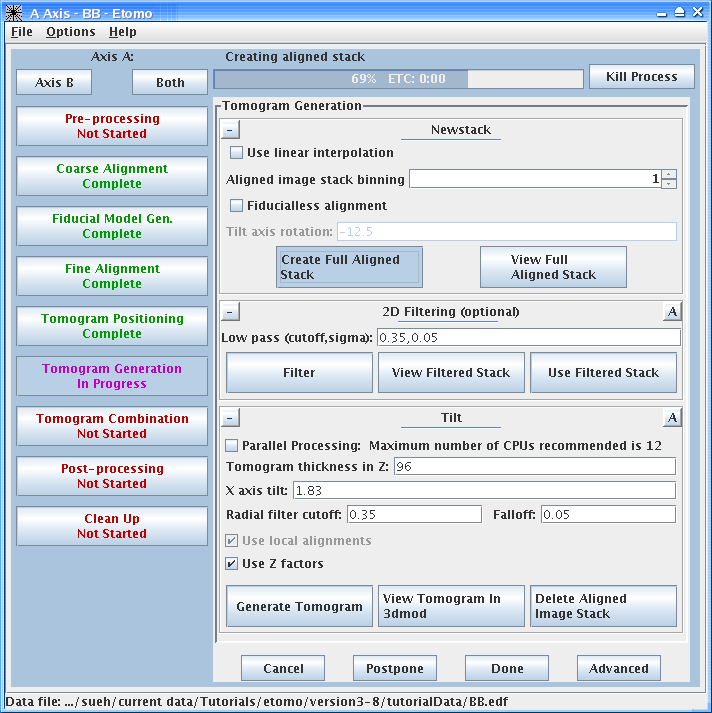 A Axis - BB - Etomo
File Options Help
Axis A:
Creating aligned stack
Axis B
Both
69% ETC: 0:00
Kill Process
Pre-processing
Not Started
Coarse Alignment
Complete
Fiducial Model Gen.
Complete
Fine Alignment
Complete
Tomogram Positioning
Complete
Tomogram Generation
In Progress
Tomogram Combination
Not Started
Post-processing
Not Started
Clean Up
Not Started
Tomogram Generation
- Newstack
Use linear interpolation
Aligned image stack binning 1
Fiducialless alignment
Tilt axis rotation: -12.5
Create Full Aligned
Stack
View Full
Aligned Stack
- 2D Filtering (optional) A
Low pass (cutoff,sigma): 0.35,0.05
Filter
View Filtered Stack
Use Filtered Stack
- Tilt A
Parallel Processing: Maximum number of CPUs recommended is 12
Tomogram thickness in Z: 96
X axis tilt: 1.83
Radial filter cutoff: 0.35 Falloff: 0.05
Use local alignments
Use Z factors
Generate Tomogram
View Tomogram In
3dmod
Delete Aligned
Image Stack
Cancel
Postpone
Done
Advanced
Data file: .../sueh/current data/Tutorials/etomo/version3-8/tutorialData/BB.edf